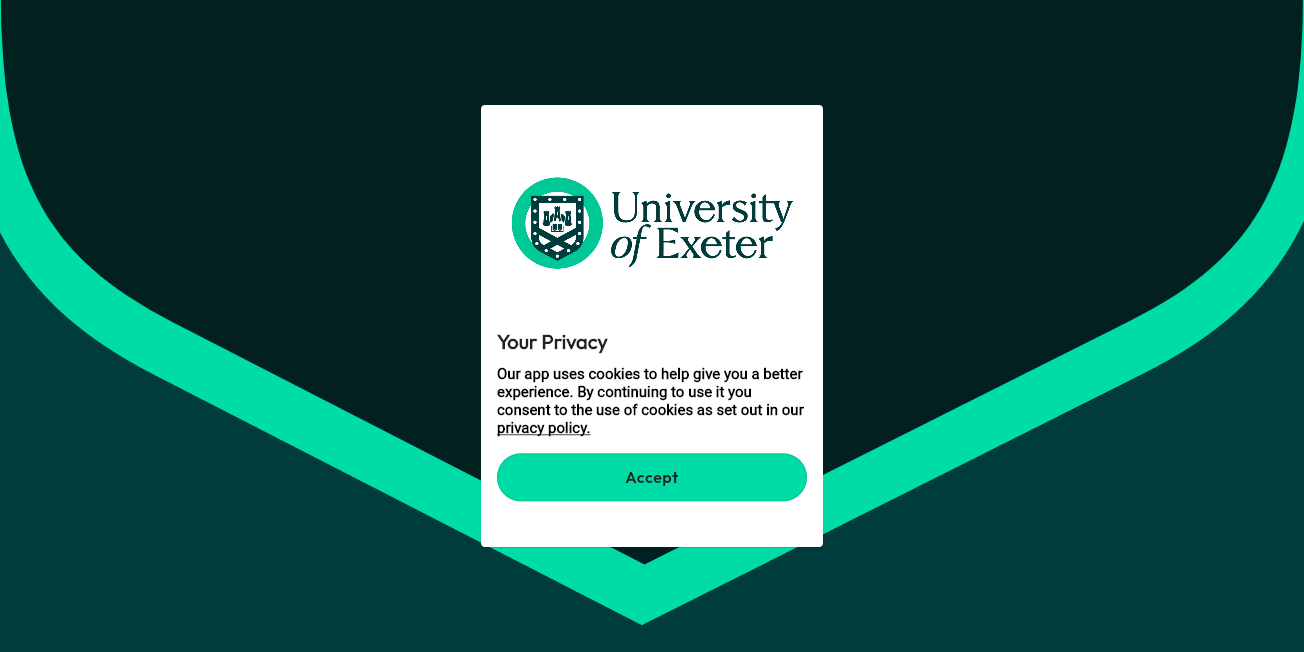 University
of Exeter
Your Privacy
Our app uses cookies to help give you a better
experience. By continuing to use it you
consent to the use of cookies as set out in our
privacy policy.
Accept